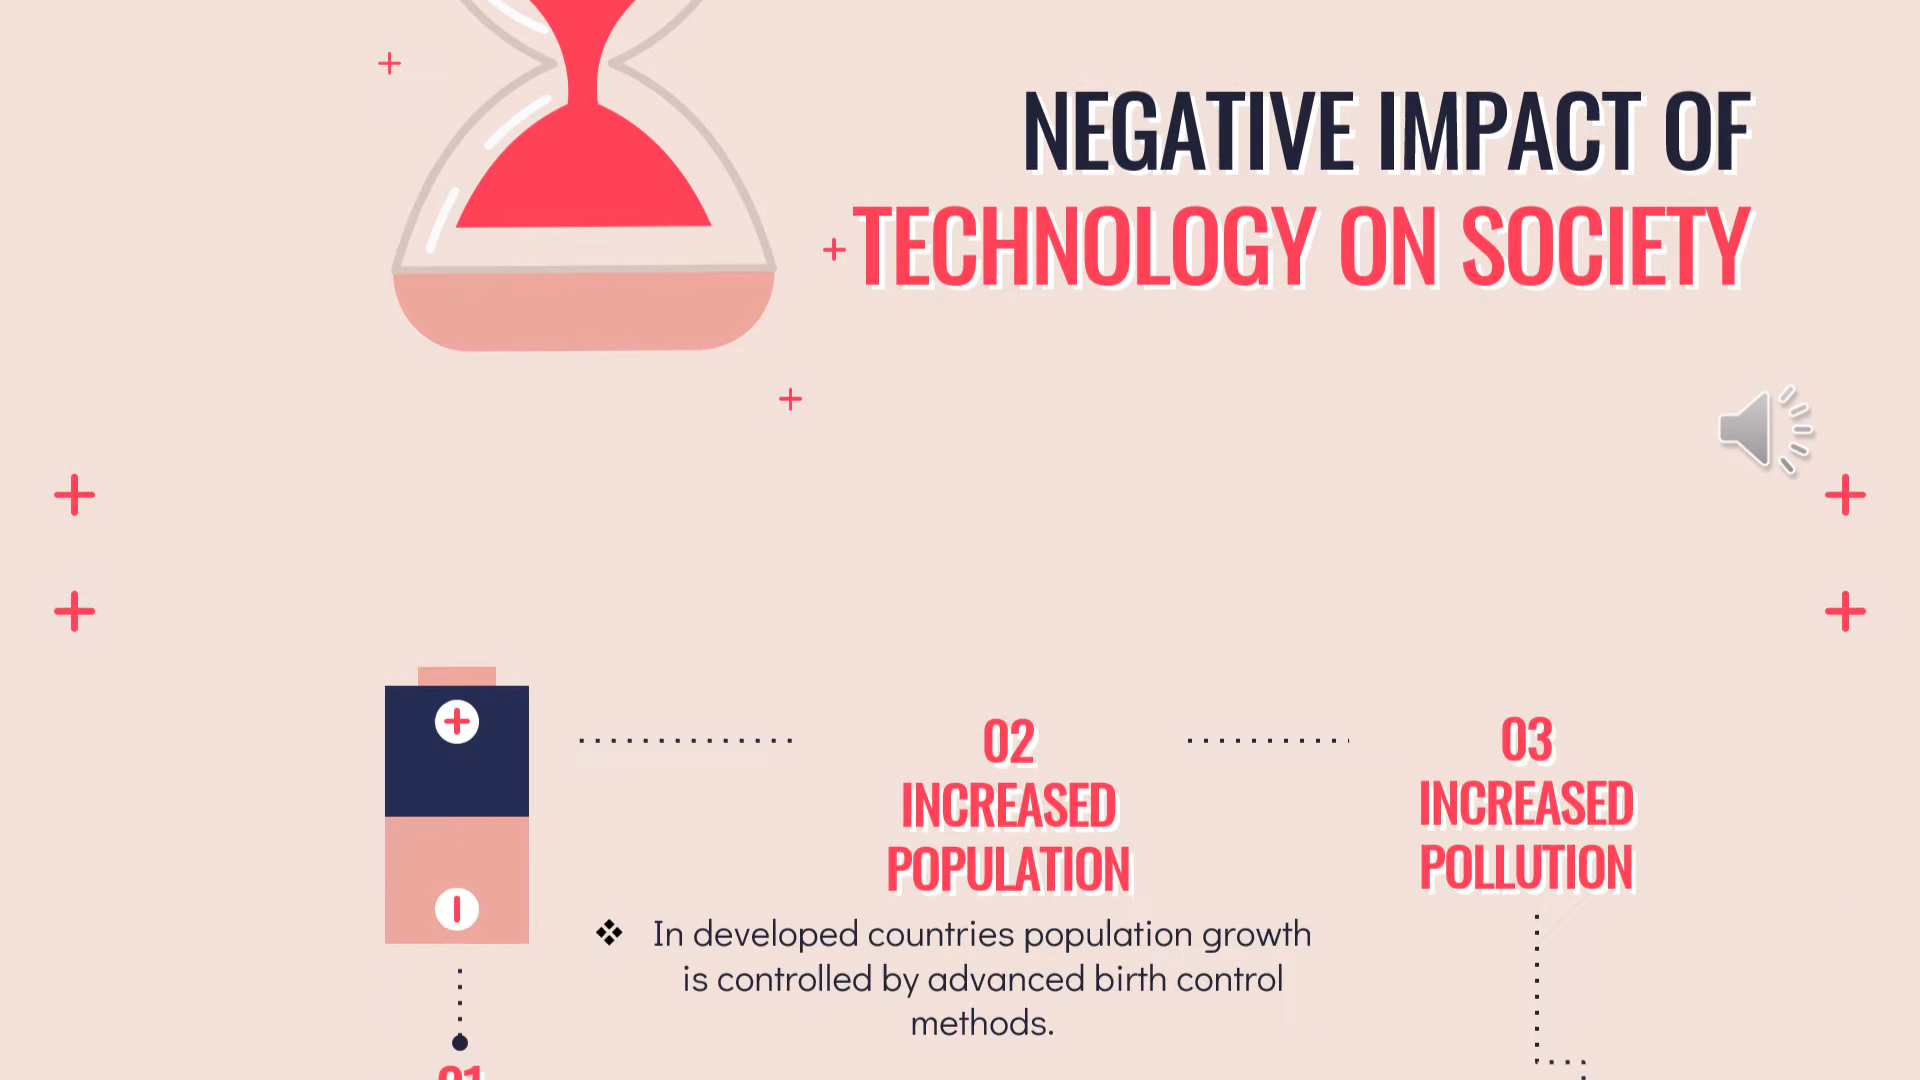 NEGATIVE IMPACT OF
TECHNOLOGY ON SOCIETY
02
INCREASED
POPULATION
❖ In developed countries population growth
is controlled by advanced birth control
methods.
03
INCREASED
POLLUTION
01